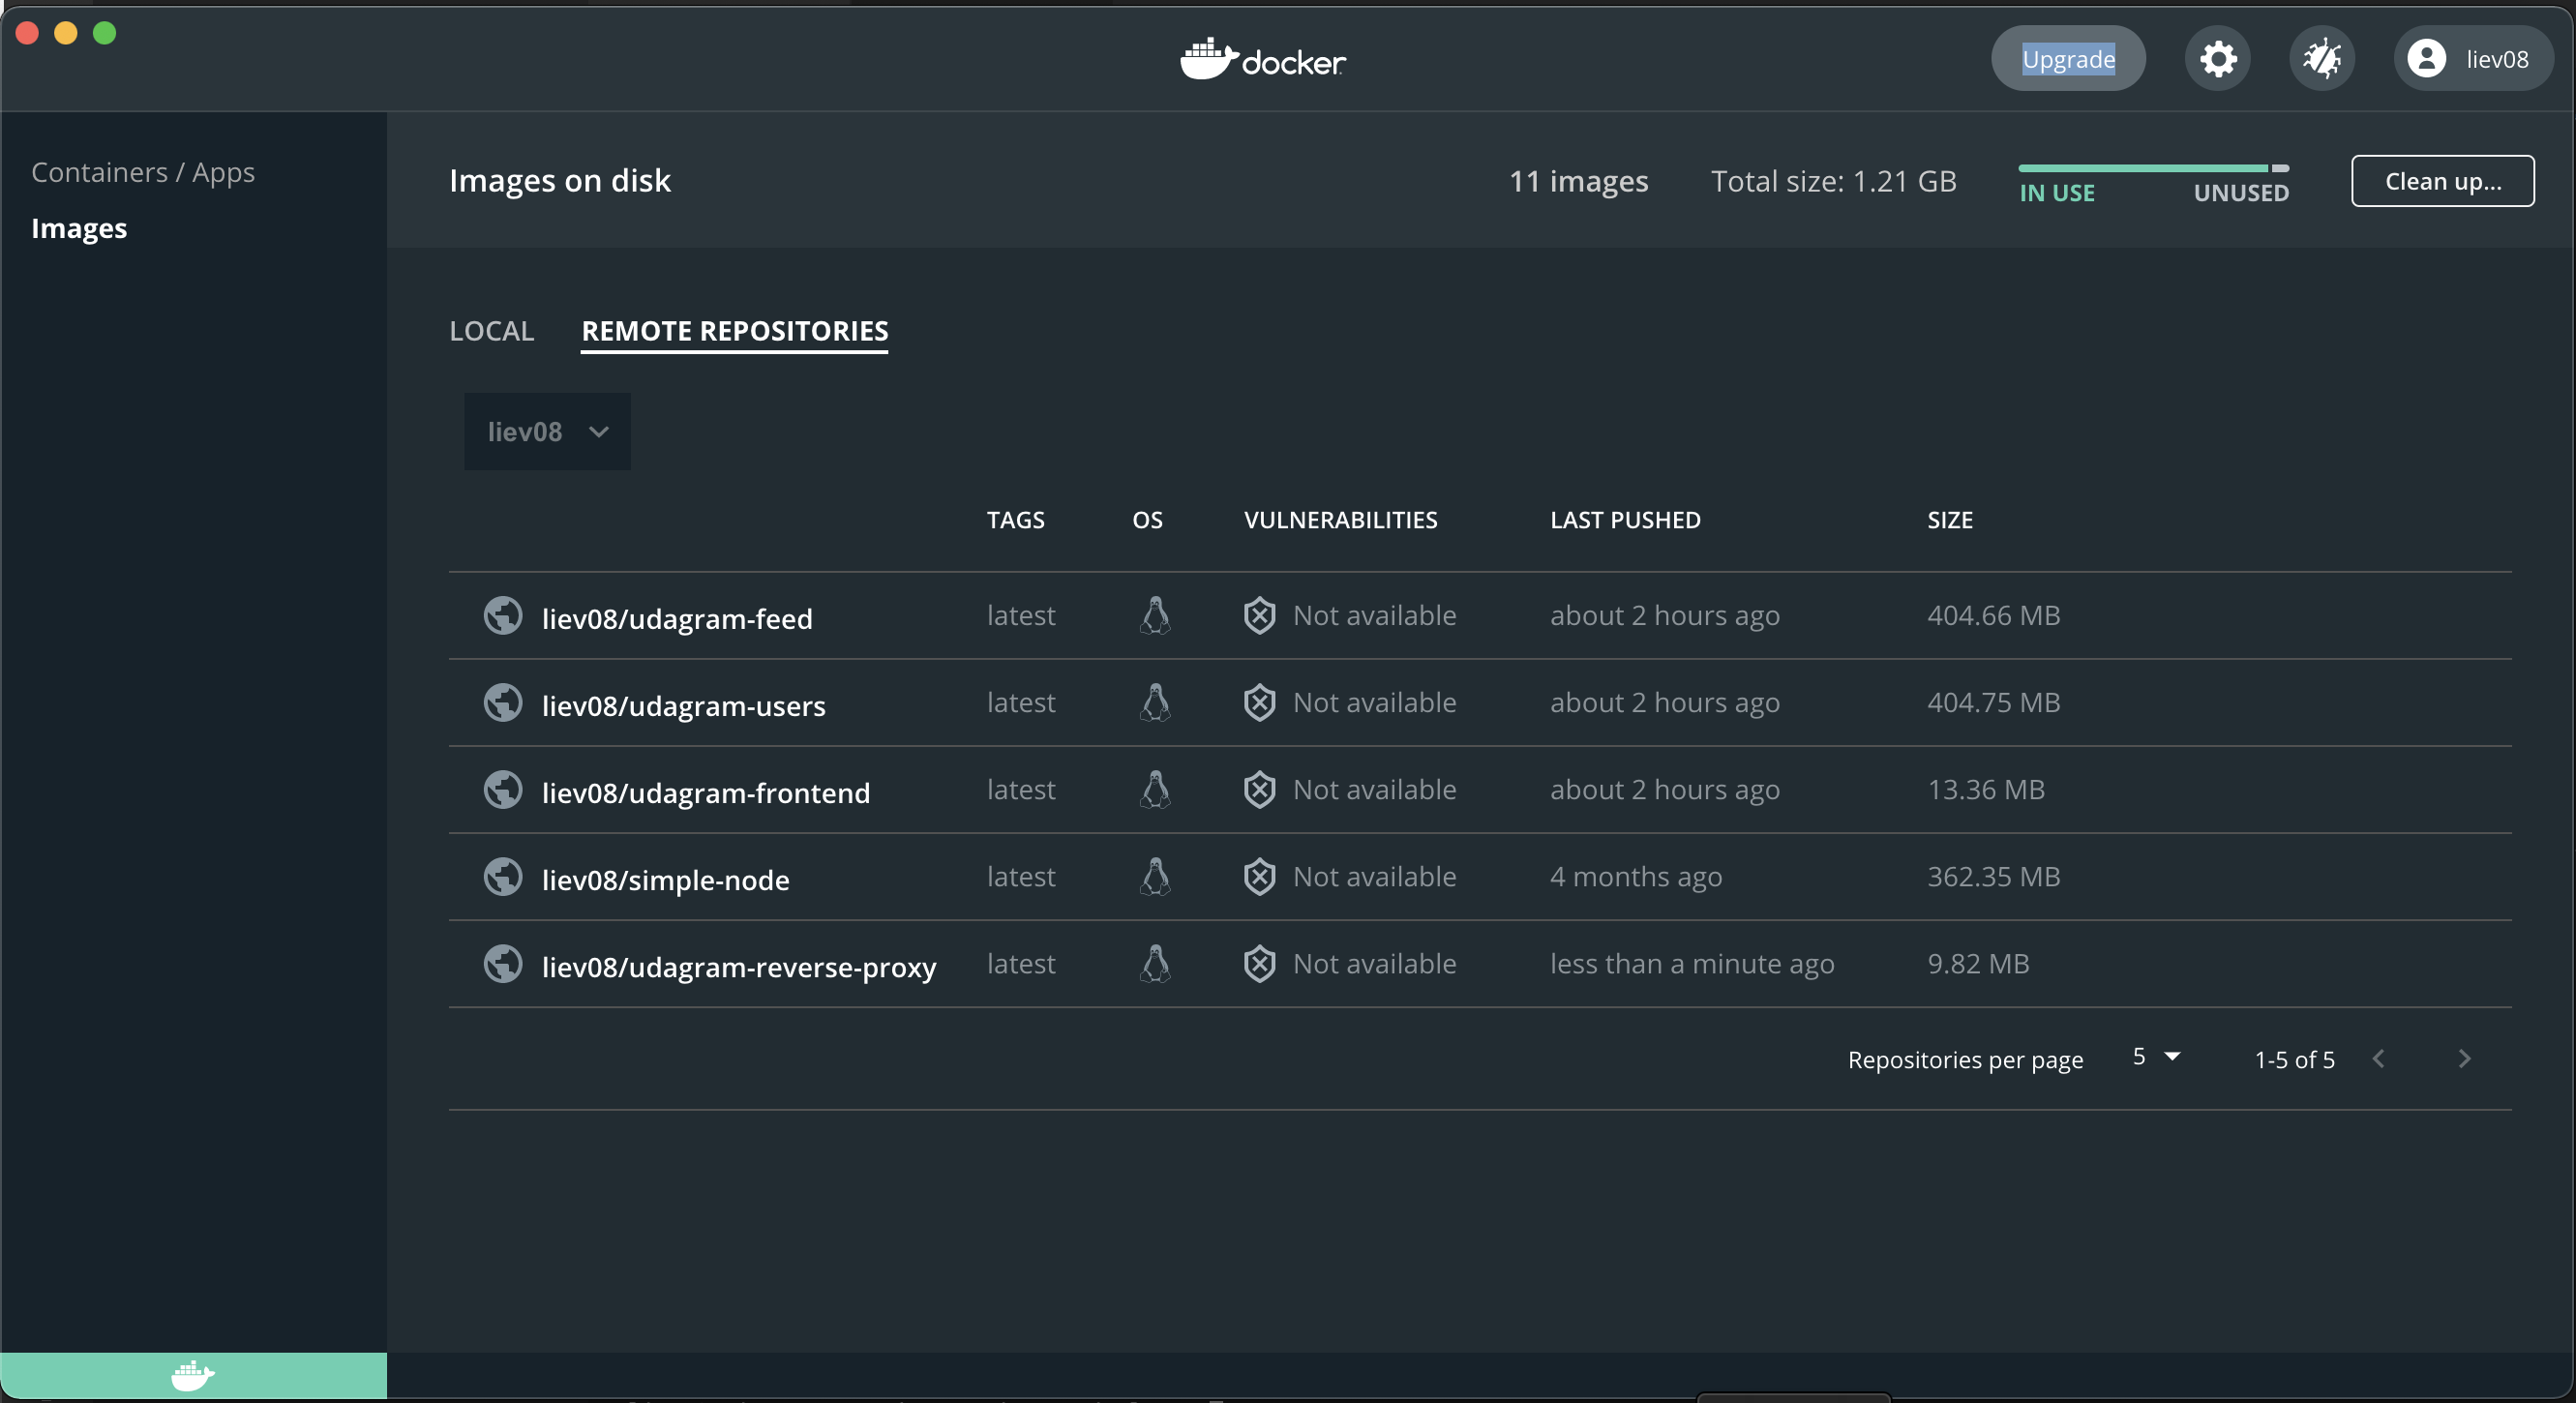 docker
Upgrade
liev08
Containers / Apps
Images
Images on disk
11 images
Total size: 1.21 GB
IN USE
UNUSED
Clean up...
LOCAL
REMOTE REPOSITORIES
liev08
TAGS OS VULNERABILITIES LAST PUSHED SIZE
liev08/udagram-feed latest Not available about 2 hours ago 404.66 MB
liev08/udagram-users latest Not available about 2 hours ago 404.75 MB
liev08/udagram-frontend latest Not available about 2 hours ago 13.36 MB
liev08/simple-node latest Not available 4 months ago 362.35 MB
liev08/udagram-reverse-proxy latest Not available less than a minute ago 9.82 MB
Repositories per page 5 1-5 of 5